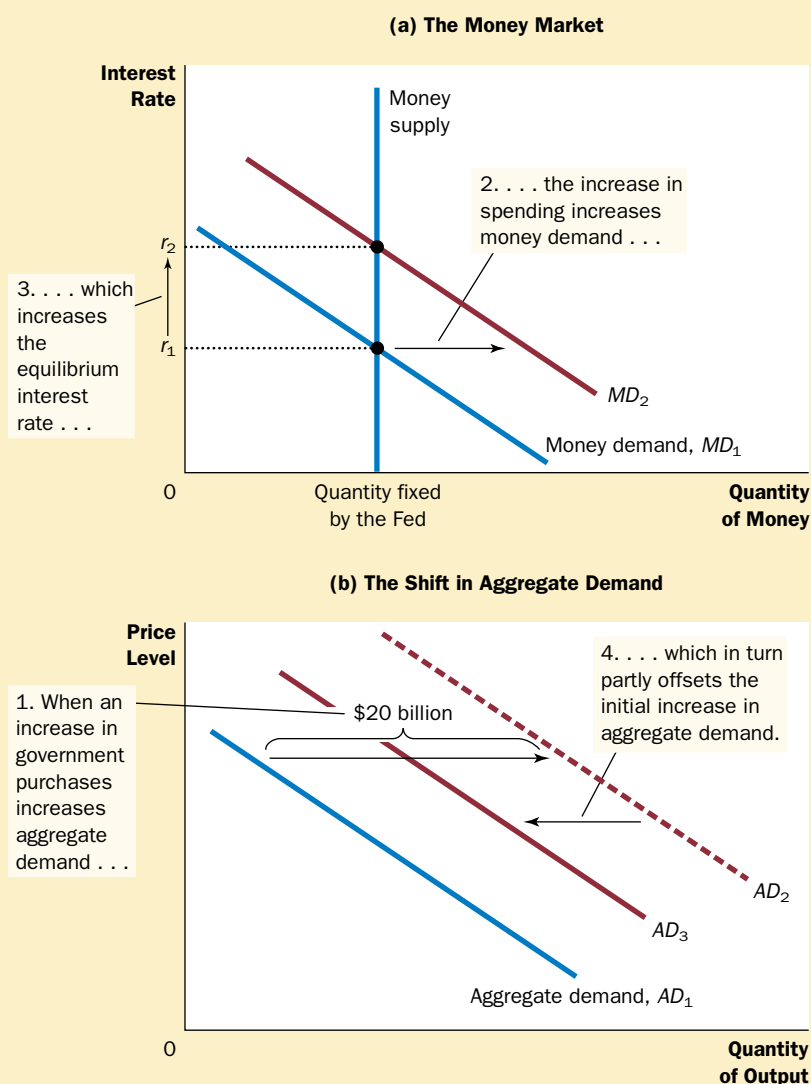 (a) The Money Market
Interest
Rate
Money
supply
2. . . . the increase in
spending increases
money demand . . .
r2
3. . . . which
increases
the
equilibrium
interest
rate . . .
r1
MD2
Money demand, MD1
0
Quantity fixed
by the Fed
Quantity
of Money
(b) The Shift in Aggregate Demand
Price
Level
4. . . . which in turn
partly offsets the
initial increase in
aggregate demand.
1. When an
increase in
government
purchases
increases
aggregate
demand . . .
$20 billion
AD2
AD3
Aggregate demand, AD1
0
Quantity
of Output